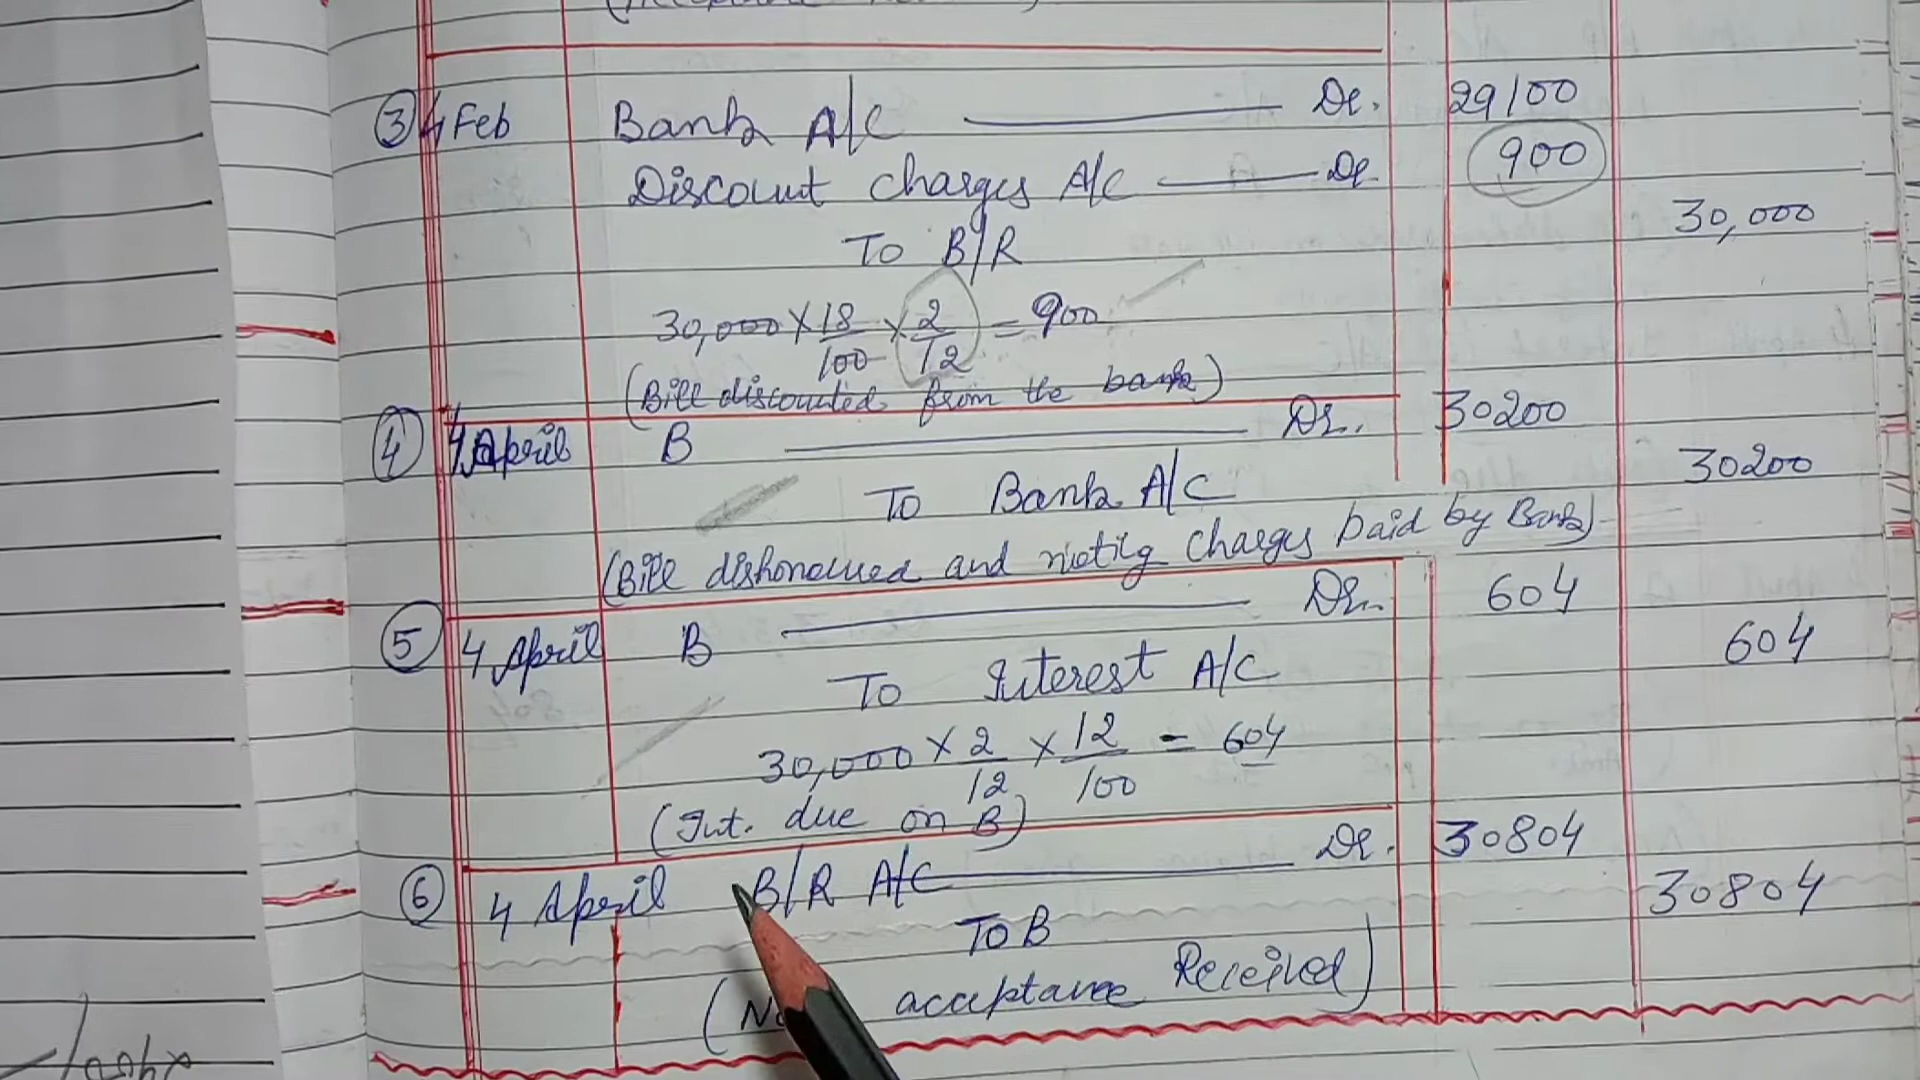 ③ 4 Feb Bank A/C Dr. 29100
Discount Charges A/C Dr. 900
To B/R 30,000
30,000 × 18/100 × 2/12 = 900
(Bill discounted from the bank)
④ 4 April B Dr. 30200
To Bank A/C 30200
(Bill dishonoured and noting Charges paid by Bank)
⑤ 4 April B Dr. 604
To Interest A/C 604
30,000 × 2/12 × 12/100 = 604
(Int. due on B)
⑥ 4 April B/R A/C Dr. 30804
To B 30804
acceptance Received)